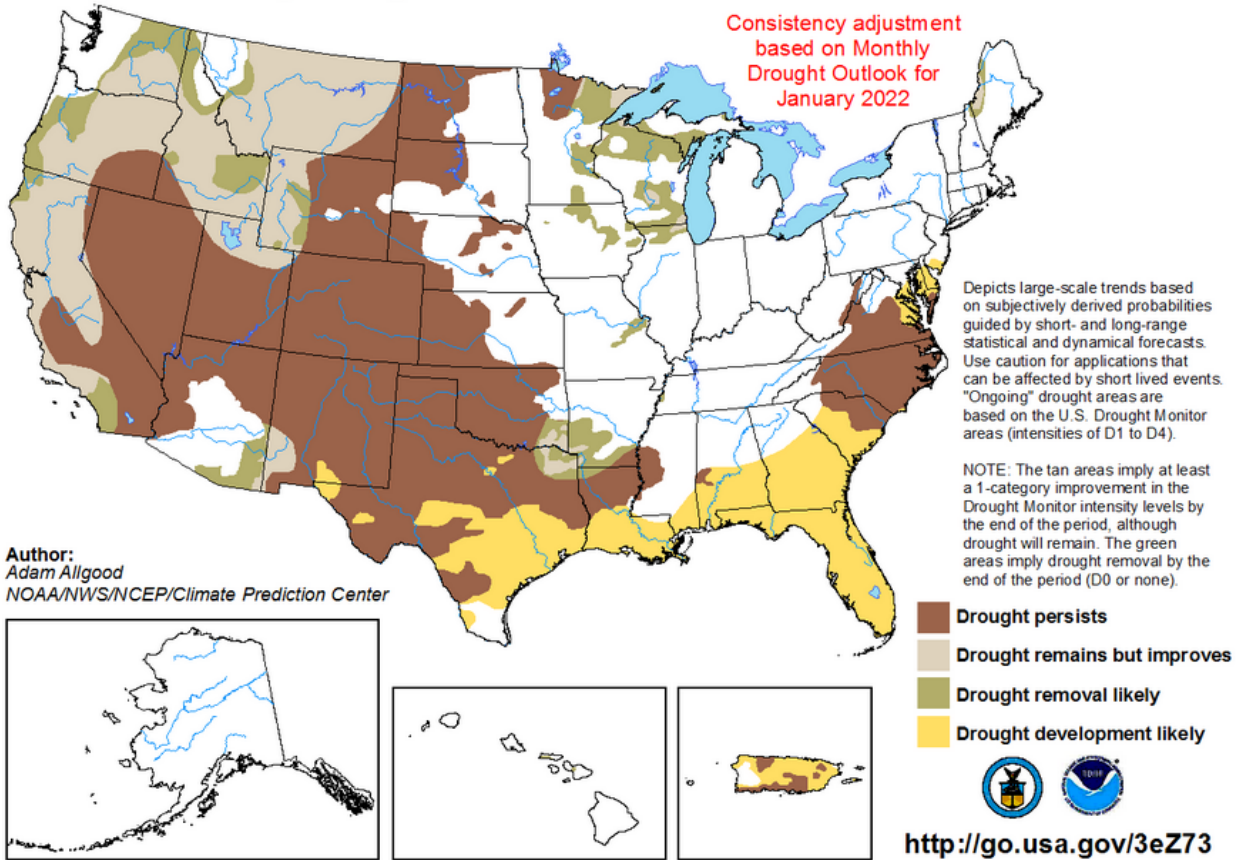 Consistency adjustment
based on Monthly
Drought Outlook for
January 2022
Depicts large-scale trends based
on subjectively derived probabilities
guided by short- and long-range
statistical and dynamical forecasts.
Use caution for applications that
can be affected by short lived events.
"Ongoing" drought areas are
based on the U.S. Drought Monitor
areas (intensities of D1 to D4).
NOTE: The tan areas imply at least
a 1-category improvement in the
Drought Monitor intensity levels by
the end of the period, although
drought will remain. The green
areas imply drought removal by the
end of the period (D0 or none).
Author:
Adam Allgood
NOAA/NWS/NCEP/Climate Prediction Center
Drought persists
Drought remains but improves
Drought removal likely
Drought development likely
http://go.usa.gov/3eZ73